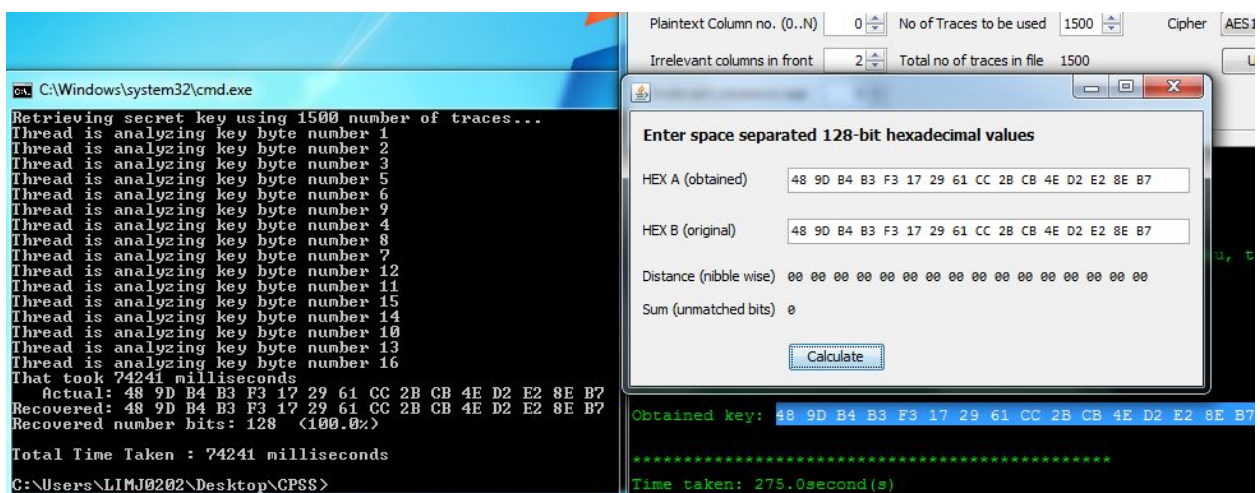 C:\Windows\system32\cmd.exe
Retrieving secret key using 1500 number of traces...
Thread is analyzing key byte number 1
Thread is analyzing key byte number 2
Thread is analyzing key byte number 3
Thread is analyzing key byte number 5
Thread is analyzing key byte number 6
Thread is analyzing key byte number 9
Thread is analyzing key byte number 4
Thread is analyzing key byte number 8
Thread is analyzing key byte number 7
Thread is analyzing key byte number 12
Thread is analyzing key byte number 11
Thread is analyzing key byte number 15
Thread is analyzing key byte number 14
Thread is analyzing key byte number 10
Thread is analyzing key byte number 13
Thread is analyzing key byte number 16
That took 74241 milliseconds
Actual: 48 9D B4 B3 F3 17 29 61 CC 2B CB 4E D2 E2 8E B7
Recovered: 48 9D B4 B3 F3 17 29 61 CC 2B CB 4E D2 E2 8E B7
Recovered number bits: 128 (100.0%)
Total Time Taken : 74241 milliseconds
C:\Users\LIMJ0202\Desktop\CPSS>
Plaintext Column no. (0..N) 0 No of Traces to be used 1500 Cipher AES1
Irrelevant columns in front 2 Total no of traces in file 1500 U
Enter space separated 128-bit hexadecimal values
HEX A (obtained) 48 9D B4 B3 F3 17 29 61 CC 2B CB 4E D2 E2 8E B7
HEX B (original) 48 9D B4 B3 F3 17 29 61 CC 2B CB 4E D2 E2 8E B7
Distance (nibble wise) 00 00 00 00 00 00 00 00 00 00 00 00 00 00 00 00
Sum (unmatched bits) 0
Calculate
u, t
Obtained key: 48 9D B4 B3 F3 17 29 61 CC 2B CB 4E D2 E2 8E B7
************************************************
Time taken: 275.0second(s)